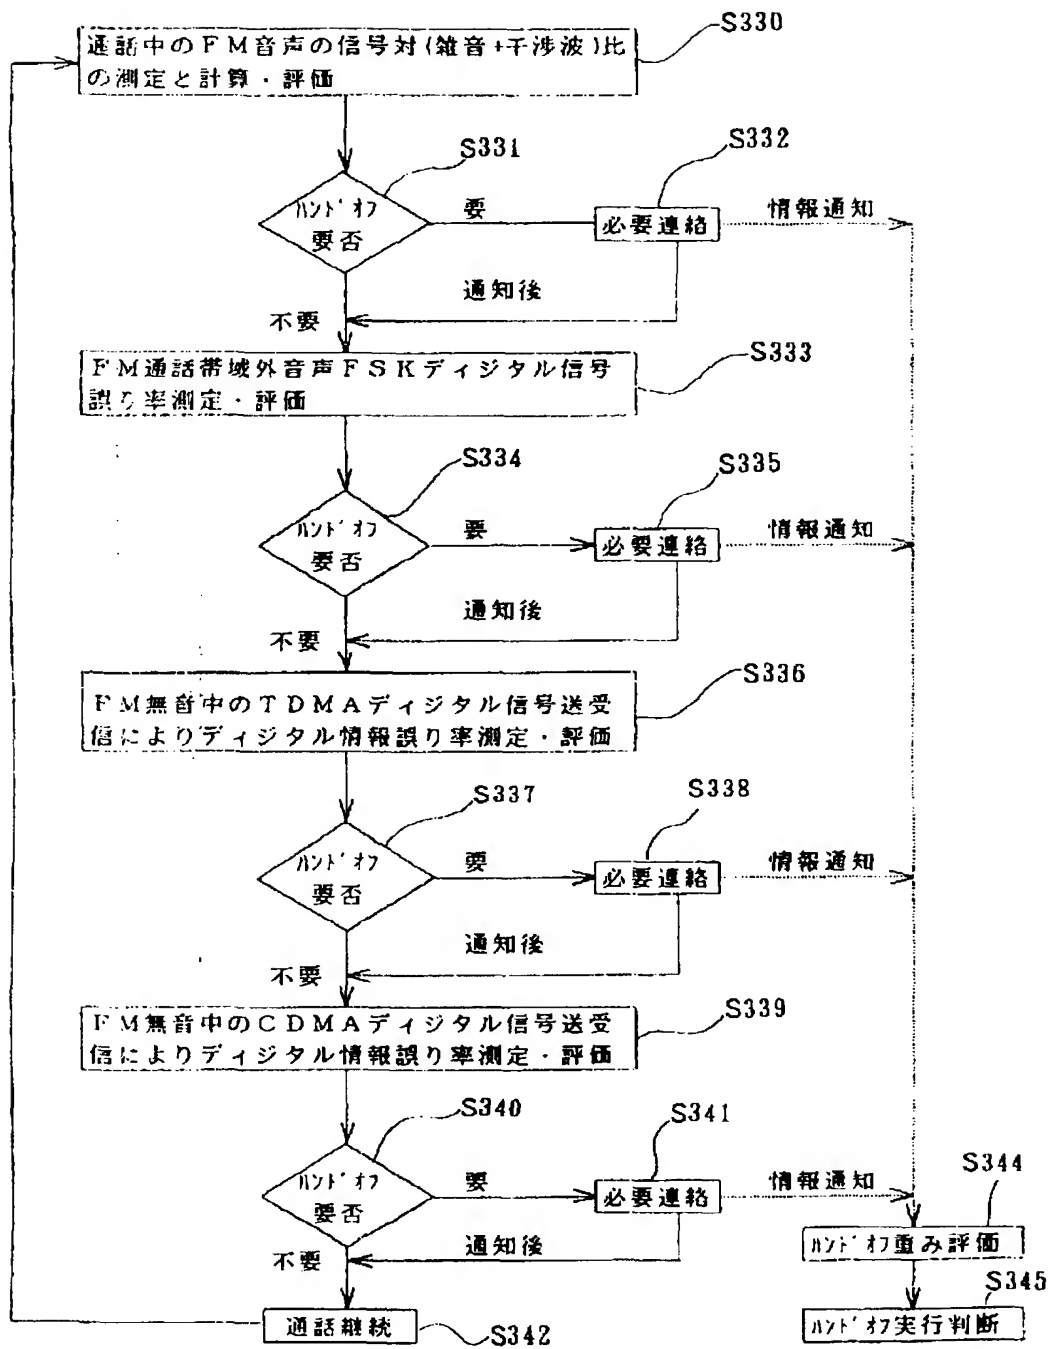 S330
通話中のFM音声の信号対(雑音+干渉波)比
の測定と計算・評価
S331
S332
ﾊﾝﾄﾞｵﾌ
要否
要
必要連絡
情報通知
通知後
不要
S333
FM通話帯域外音声FSKディジタル信号
誤り率測定・評価
S334
S335
ﾊﾝﾄﾞｵﾌ
要否
要
必要連絡
情報通知
通知後
不要
S336
FM無音中のTDMAディジタル信号送受
信によりディジタル情報誤り率測定・評価
S337
S338
ﾊﾝﾄﾞｵﾌ
要否
要
必要連絡
情報通知
通知後
不要
S339
FM無音中のCDMAディジタル信号送受
信によりディジタル情報誤り率測定・評価
S340
S341
ﾊﾝﾄﾞｵﾌ
要否
要
必要連絡
情報通知
通知後
不要
S344
ﾊﾝﾄﾞｵﾌ重み評価
S345
ﾊﾝﾄﾞｵﾌ実行判断
通話継続
S342